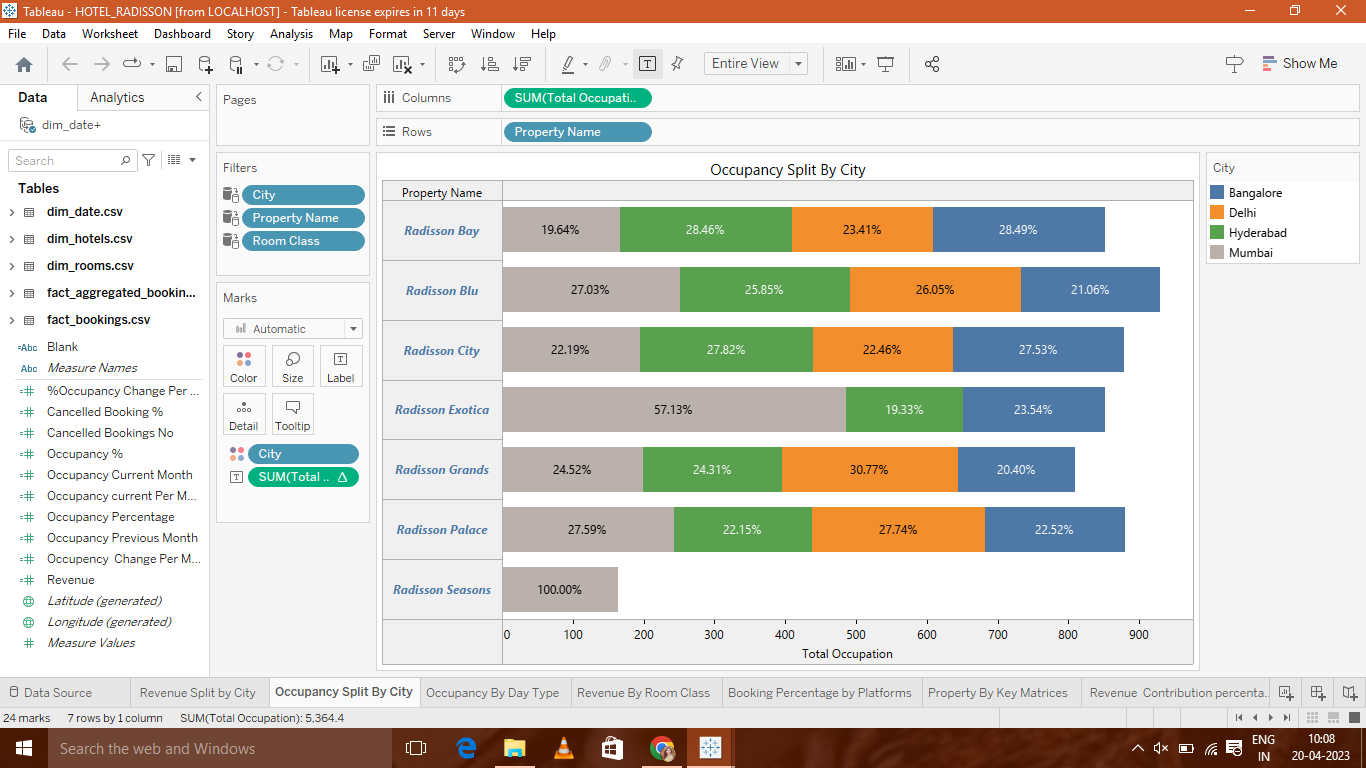 Tableau - HOTEL_RADISSON [from LOCALHOST] - Tableau license expires in 11 days
File Data Worksheet Dashboard Story Analysis Map Format Server Window Help
Entire View
Show Me
Data Analytics
dim_date+
Search
Tables
dim_date.csv
dim_hotels.csv
dim_rooms.csv
fact_aggregated_bookin...
fact_bookings.csv
=Abc Blank
Abc Measure Names
%Occupancy Change Per ...
Cancelled Booking %
Cancelled Bookings No
Occupancy %
Occupancy Current Month
Occupancy current Per M...
Occupancy Percentage
Occupancy Previous Month
Occupency Change Per M...
Revenue
Latitude (generated)
Longitude (generated)
Measure Values
Pages
Filters
City
Property Name
Room Class
Marks
Automatic
Color Size Label
Detail Tooltip
City
SUM(Total ..
Columns SUM(Total Occupati..
Rows Property Name
Occupancy Split By City
Property Name
Radisson Bay 19.64% 28.46% 23.41% 28.49%
Radisson Blu 27.03% 25.85% 26.05% 21.06%
Radisson City 22.19% 27.82% 22.46% 27.53%
Radisson Exotica 57.13% 19.33% 23.54%
Radisson Grands 24.52% 24.31% 30.77% 20.40%
Radisson Palace 27.59% 22.15% 27.74% 22.52%
Radisson Seasons 100.00%
0 100 200 300 400 500 600 700 800 900
Total Occupation
City
Bangalore
Delhi
Hyderabad
Mumbai
Data Source Revenue Split by City Occupancy Split By City Occupancy By Day Type Revenue By Room Class Booking Percentage by Platforms Property By Key Matrices Revenue Contribution percenta..
24 marks 7 rows by 1 column SUM(Total Occupation): 5,364.4
Search the web and Windows
ENG
IN
10:08
20-04-2023